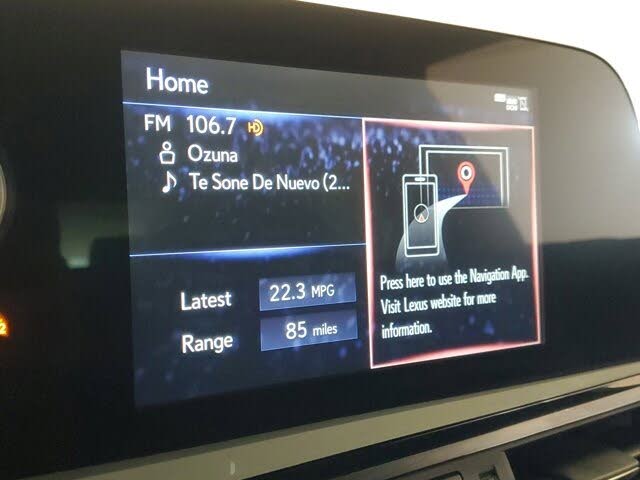 Home
FM 106.7 HD
Ozuna
Te Sone De Nuevo (2...
Latest 22.3 MPG
Range 85 miles
Press here to use the Navigation App.
Visit Lexus website for more
information.